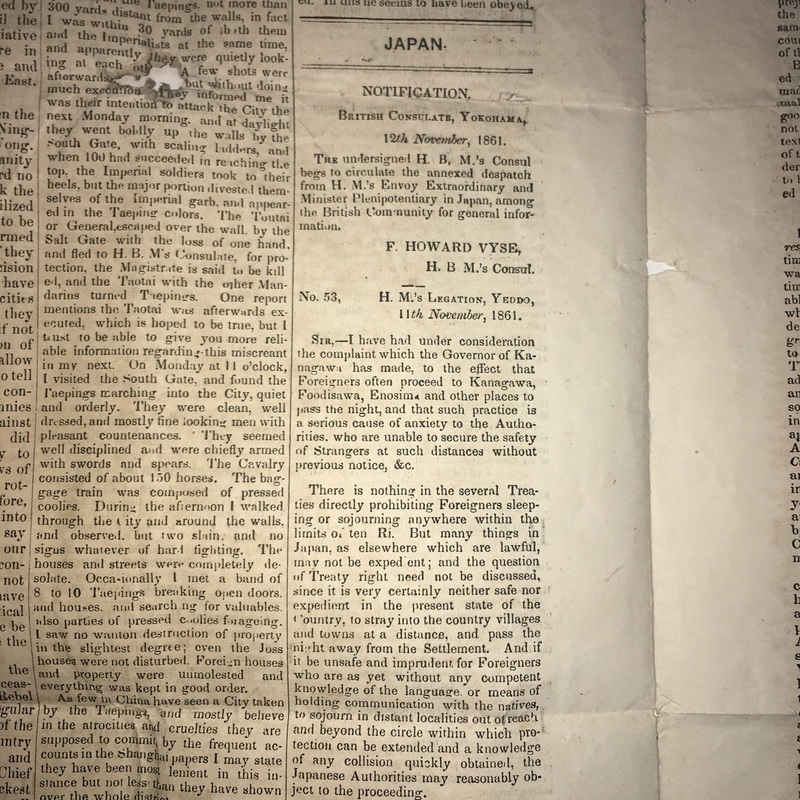 300 yards distant from the walls, in fact
I was within 30 yards of both them
and the Imperialists at the same time,
and apparently they were quietly look-
ing at each A few shots were
afterwards but without doing
much execution They informed me it
was their intention to attack the City the
next Monday morning. and at daylight
they went boldly up the walls by the
South Gate, with scaling ladders, and
when 100 had succeeded in reaching the
top, the Imperial soldiers took to their
heels, but the major portion divested them-
selves of the Imperial garb, and appear-
ed in the Taeping colors. The Toutai
or General, escaped over the wall. by the
Salt Gate with the loss of one hand.
and fled to H. B. M's Consulate, for pro-
tection, the Magistrate is said to be kill
ed, and the Taotai with the other Man-
darins turned Taepings. One report
mentions the Taotai was afterwards ex-
ecuted, which is hoped to be true, but I
trust to be able to give you more reli-
able information regarding this miscreant
in my next. On Monday at 11 o'clock,
I visited the South Gate, and found the
Taepings marching into the City, quiet
and orderly. They were clean, well
dressed, and mostly fine looking men with
pleasant countenances. They seemed
well disciplined and were chiefly armed
with swords and spears. The Cavalry
consisted of about 150 horses. The bag-
gage train was composed of pressed
coolies. During the afternoon I walked
through the City and around the walls,
and observed. but two slain, and no
signs whatever of hard fighting. The
houses and streets were completely de-
solate. Occasionally I met a band of
8 to 10 Taepings breaking open doors.
and houses. and searching for valuables.
also parties of pressed coolies foraging.
I saw no wanton destruction of property
in the slightest degree; even the Joss
houses were not disturbed. Foreign houses
and property were unmolested and
everything was kept in good order.
As few in China have seen a City taken
by the Taepings, and mostly believe
in the atrocities and cruelties they are
supposed to commit, by the frequent ac-
counts in the Shanghai papers I may state
they have been most lenient in this in-
stance but not less than they have shown
over the whole
ed. In this he seems to have been obeyed.
JAPAN.
NOTIFICATION.
BRITISH CONSULATE, YOKOHAMA,
12th November, 1861.
THE undersigned H. B, M.'s Consul
begs to circulate the annexed despatch
from H. M.'s Envoy Extraordinary and
Minister Plenipotentiary in Japan, among
the British Community for general infor-
mation.
F. HOWARD VYSE,
H. B M.'s Consul.
No. 53, H. M.'s LEGATION, YEDDO,
11th November, 1861.
SIR,—I have had under consideration
the complaint which the Governor of Ka-
nagawa has made, to the effect that
Foreigners often proceed to Kanagawa,
Foodisawa, Enosima and other places to
pass the night, and that such practice is
a serious cause of anxiety to the Autho-
rities. who are unable to secure the safety
of Strangers at such distances without
previous notice, &c.
There is nothing in the several Trea-
ties directly prohibiting Foreigners sleep-
ing or sojourning anywhere within the
limits of ten Ri. But many things in
Japan, as elsewhere which are lawful,
may not be expedient; and the question
of Treaty right need not be discussed,
since it is very certainly neither safe nor
expedient in the present state of the
Country, to stray into the country villages
and towns at a distance, and pass the
night away from the Settlement. And if
it be unsafe and imprudent for Foreigners
who are as yet without any competent
knowledge of the language. or means of
holding communication with the natives,
to sojourn in distant localities out of reach
and beyond the circle within which pro-
tection can be extended and a knowledge
of any collision quickly obtained, the
Japanese Authorities may reasonably ob-
ject to the proceeding.